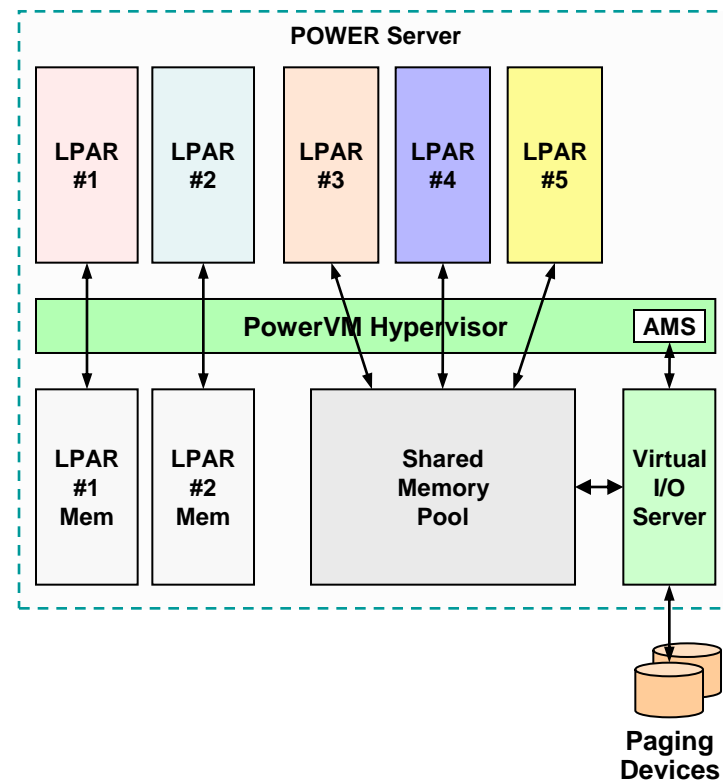 POWER Server
LPAR
#1
LPAR
#2
LPAR
#3
LPAR
#4
LPAR
#5
PowerVM Hypervisor
AMS
LPAR
#1
Mem
LPAR
#2
Mem
Shared
Memory
Pool
Virtual
I/O
Server
Paging
Devices